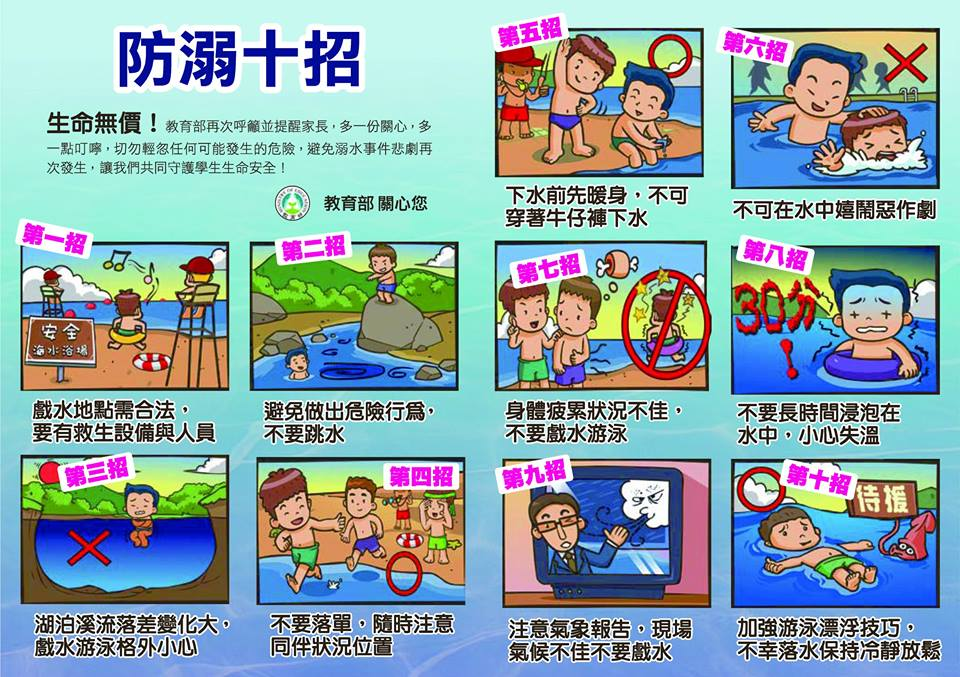 防溺十招
生命無價！教育部再次呼籲並提醒家長，多一份關心，多
一點叮嚀，切勿輕忽任何可能發生的危險，避免溺水事件悲劇再
次發生，讓我們共同守護學生生命安全！
教育部 關心您
第一招
安全
海水浴場
戲水地點需合法，
要有救生設備與人員
第二招
避免做出危險行為，
不要跳水
第三招
湖泊溪流落差變化大，
戲水游泳格外小心
第四招
不要落單，隨時注意
同伴狀況位置
第五招
下水前先暖身，不可
穿著牛仔褲下水
第六招
不可在水中嬉鬧惡作劇
第七招
身體疲累狀況不佳，
不要戲水游泳
第八招
30分
！
不要長時間浸泡在
水中，小心失溫
第九招
注意氣象報告，現場
氣候不佳不要戲水
第十招
待援
加強游泳漂浮技巧，
不幸落水保持冷靜放鬆